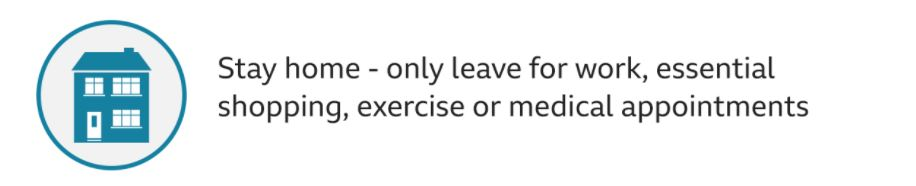 Stay home - only leave for work, essential
shopping, exercise or medical appointments